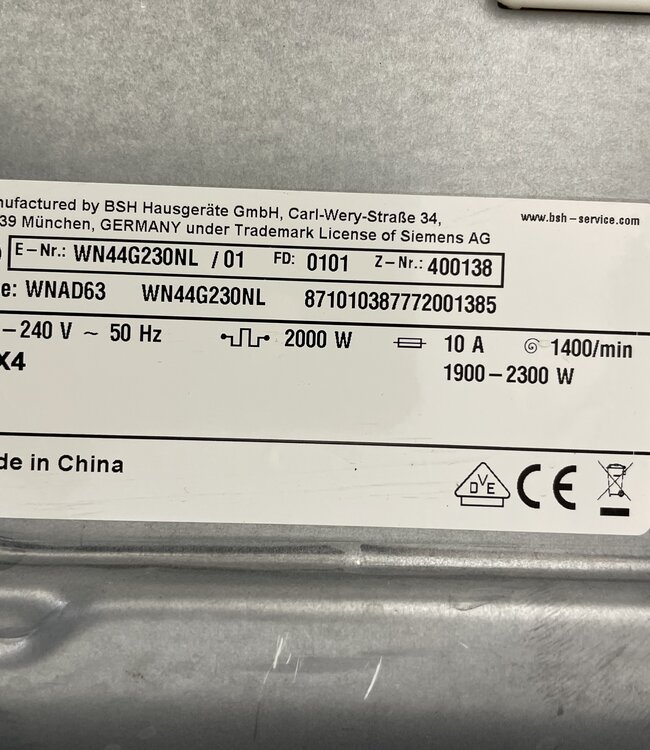 nufactured by BSH Hausgeräte GmbH, Carl-Wery-Straße 34,
www.bsh-service.com
39 München, GERMANY under Trademark License of Siemens AG
E-Nr.: WN44G230NL /01 FD: 0101 Z-Nr.: 400138
e: WNAD63 WN44G230NL 871010387772001385
-240 V ~ 50 Hz 2000 W 10 A 1400/min
X4 1900-2300 W
de in China
DVE CE